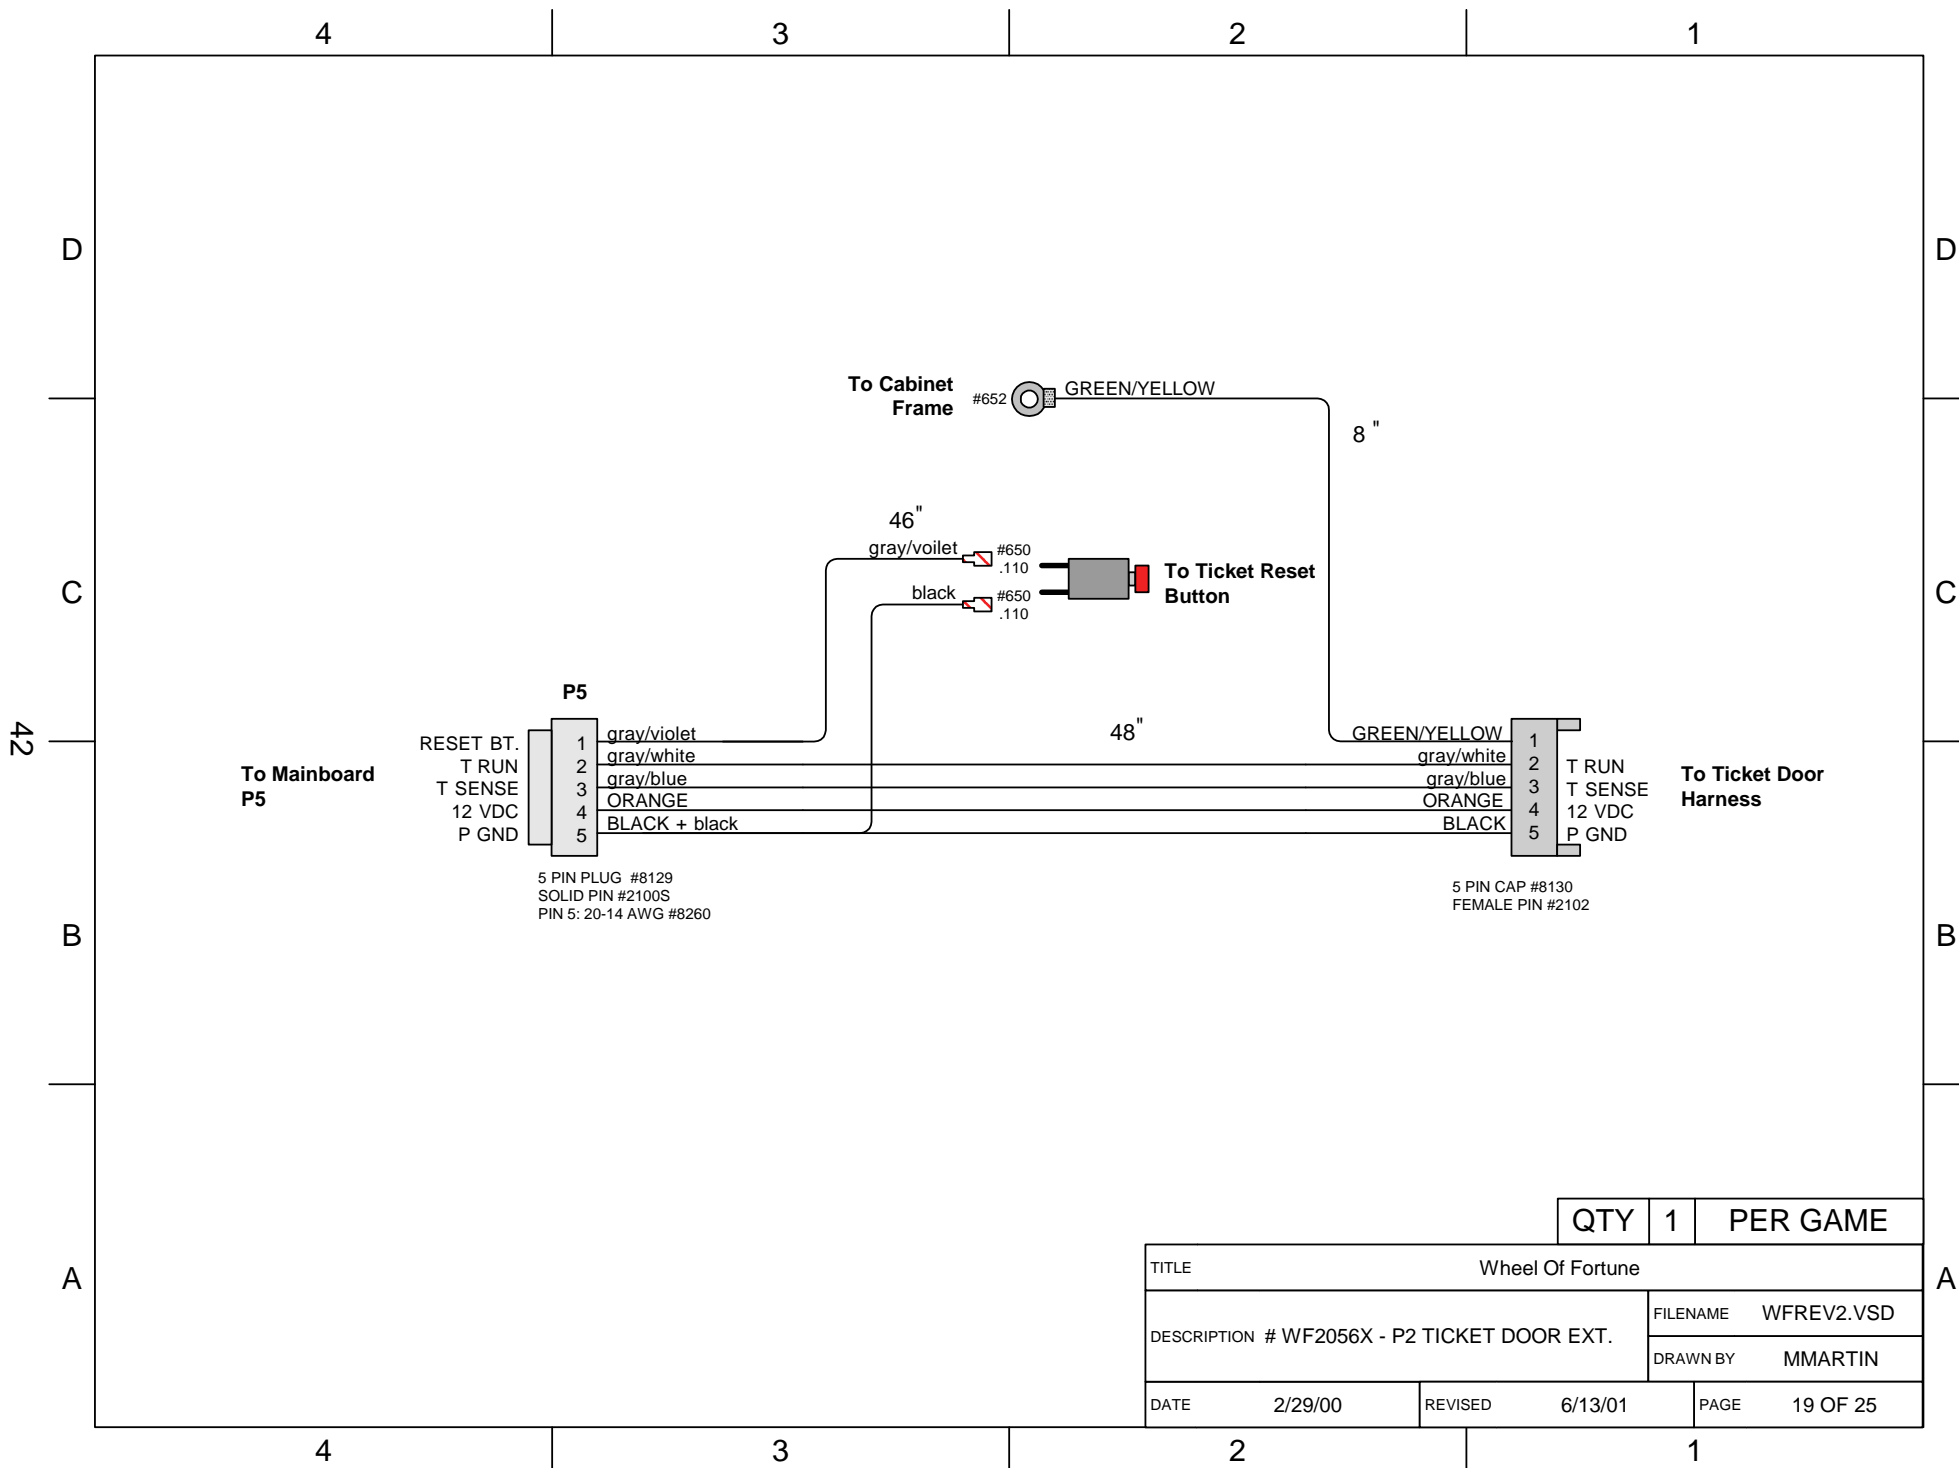 4 3 2 1
D D
To Cabinet
Frame
#652
GREEN/YELLOW
8 "
46"
gray/voilet
#650
.110
black
#650
.110
To Ticket Reset
Button
C C
42
P5
48"
To Mainboard
P5
RESET BT. 1 gray/violet
T RUN 2 gray/white
T SENSE 3 gray/blue
12 VDC 4 ORANGE
P GND 5 BLACK + black
GREEN/YELLOW 1
gray/white 2 T RUN
gray/blue 3 T SENSE
ORANGE 4 12 VDC
BLACK 5 P GND
To Ticket Door
Harness
5 PIN PLUG #8129
SOLID PIN #2100S
PIN 5: 20-14 AWG #8260
5 PIN CAP #8130
FEMALE PIN #2102
B B
QTY 1 PER GAME
TITLE Wheel Of Fortune
A A
DESCRIPTION # WF2056X - P2 TICKET DOOR EXT.
FILENAME WFREV2.VSD
DRAWN BY MMARTIN
DATE 2/29/00 REVISED 6/13/01 PAGE 19 OF 25
4 3 2 1